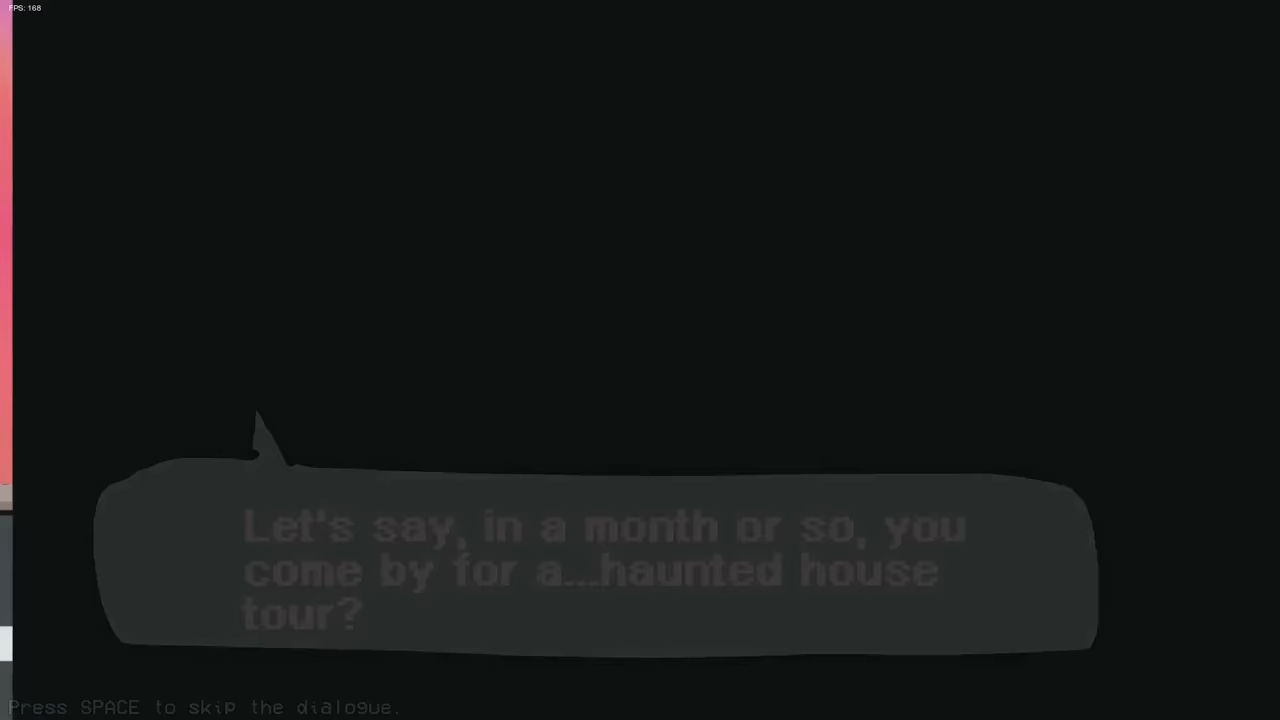 FPS: 168
Let's say, in a month or so, you
come by for a...haunted house
tour?
Press SPACE to skip the dialogue.